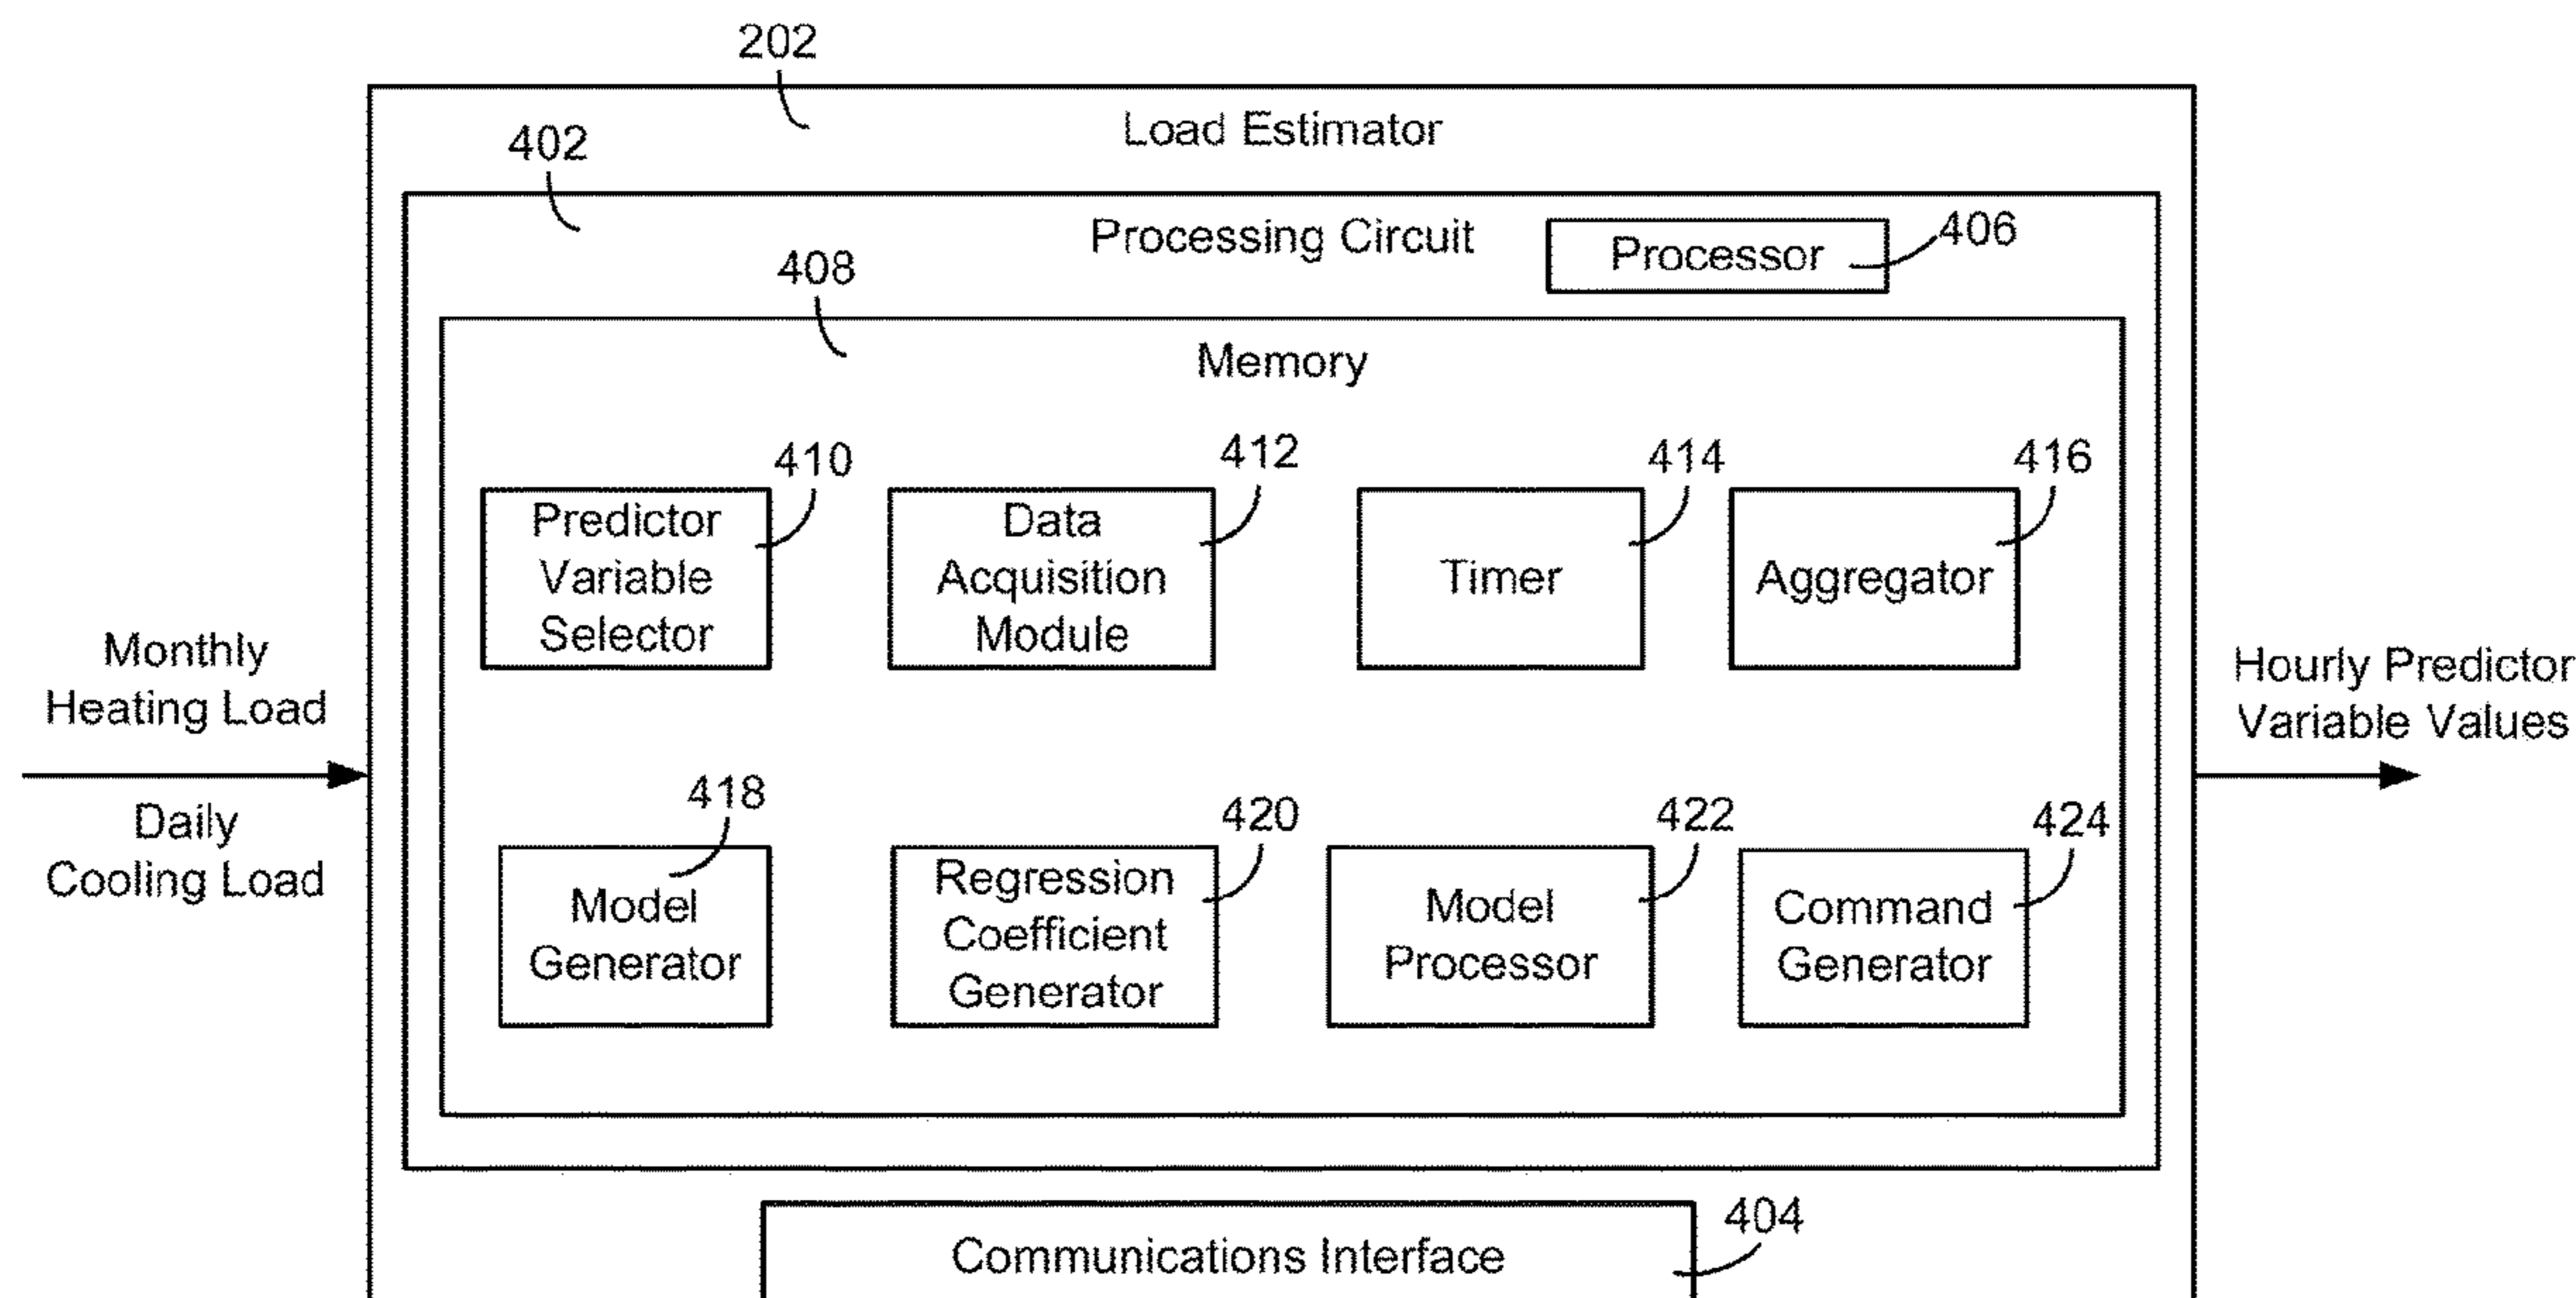 202
Load Estimator
402
Processing Circuit
Processor
406
408
Memory
410
412
414
416
Predictor
Variable
Selector
Data
Acquisition
Module
Timer
Aggregator
Monthly
Heating Load
Daily
Cooling Load
Hourly Predictor
Variable Values
418
420
422
424
Model
Generator
Regression
Coefficient
Generator
Model
Processor
Command
Generator
404
Communications Interface